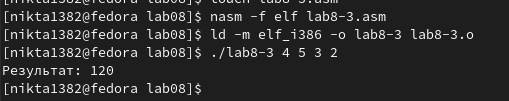 [nikta1382@fedora lab08]$ touch lab8-3.asm
[nikta1382@fedora lab08]$ nasm -f elf lab8-3.asm
[nikta1382@fedora lab08]$ ld -m elf_i386 -o lab8-3 lab8-3.o
[nikta1382@fedora lab08]$ ./lab8-3 4 5 3 2
Результат: 120
[nikta1382@fedora lab08]$